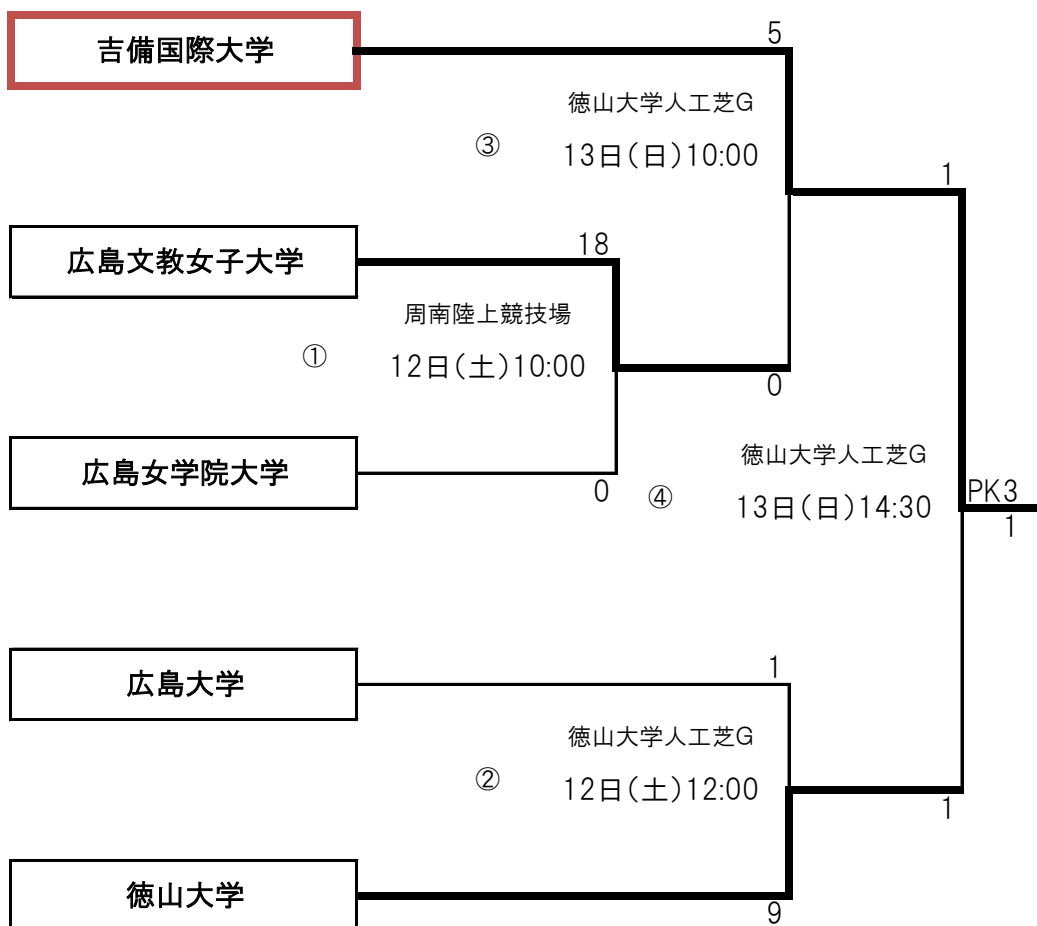 吉備国際大学
5
徳山大学人工芝G
③
13日(日)10:00
1
広島文教女子大学
18
周南陸上競技場
①
12日(土)10:00
0
広島女学院大学
0
徳山大学人工芝G
④
13日(日)14:30
PK3
1
広島大学
1
徳山大学人工芝G
②
12日(土)12:00
1
徳山大学
9